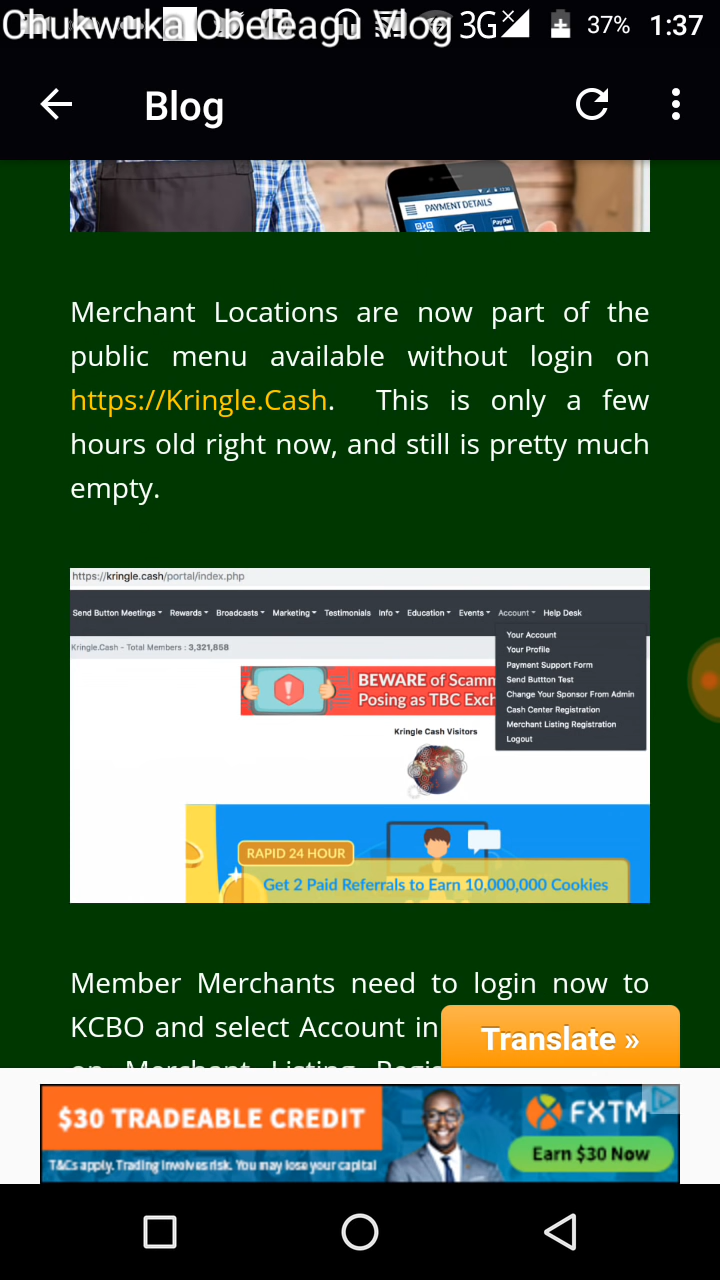 Chukwuka Obeleagu Vlog 3G 37% 1:37
Blog
PAYMENT DETAILS
PayPal
Merchant Locations are now part of the
public menu available without login on
https://Kringle.Cash. This is only a few
hours old right now, and still is pretty much
empty.
https://kringle.cash/portal/index.php
Send Button Meetings Rewards Broadcasts Marketing Testimonials Info Education Events Account Help Desk
Kringle.Cash - Total Members : 3,321,858
Your Account
Your Profile
Payment Support Form
Send Buttton Test
Change Your Sponsor From Admin
Cash Center Registration
Merchant Listing Registration
Logout
BEWARE of Scamm
Posing as TBC Exch
Kringle Cash Visitors
RAPID 24 HOUR
Get 2 Paid Referrals to Earn 10,000,000 Cookies
Member Merchants need to login now to
KCBO and select Account in
on Merchant Listing Regis
Translate »
$30 TRADEABLE CREDIT
T&Cs apply. Trading involves risk. You may lose your capital
FXTM
Earn $30 Now